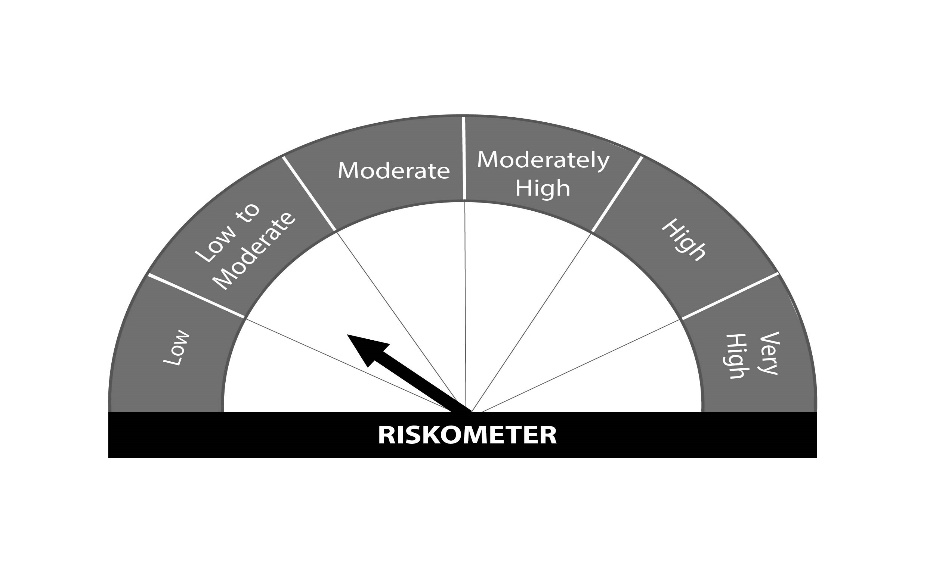 Low
Low to
Moderate
Moderate
Moderately
High
High
Very
High
RISKOMETER